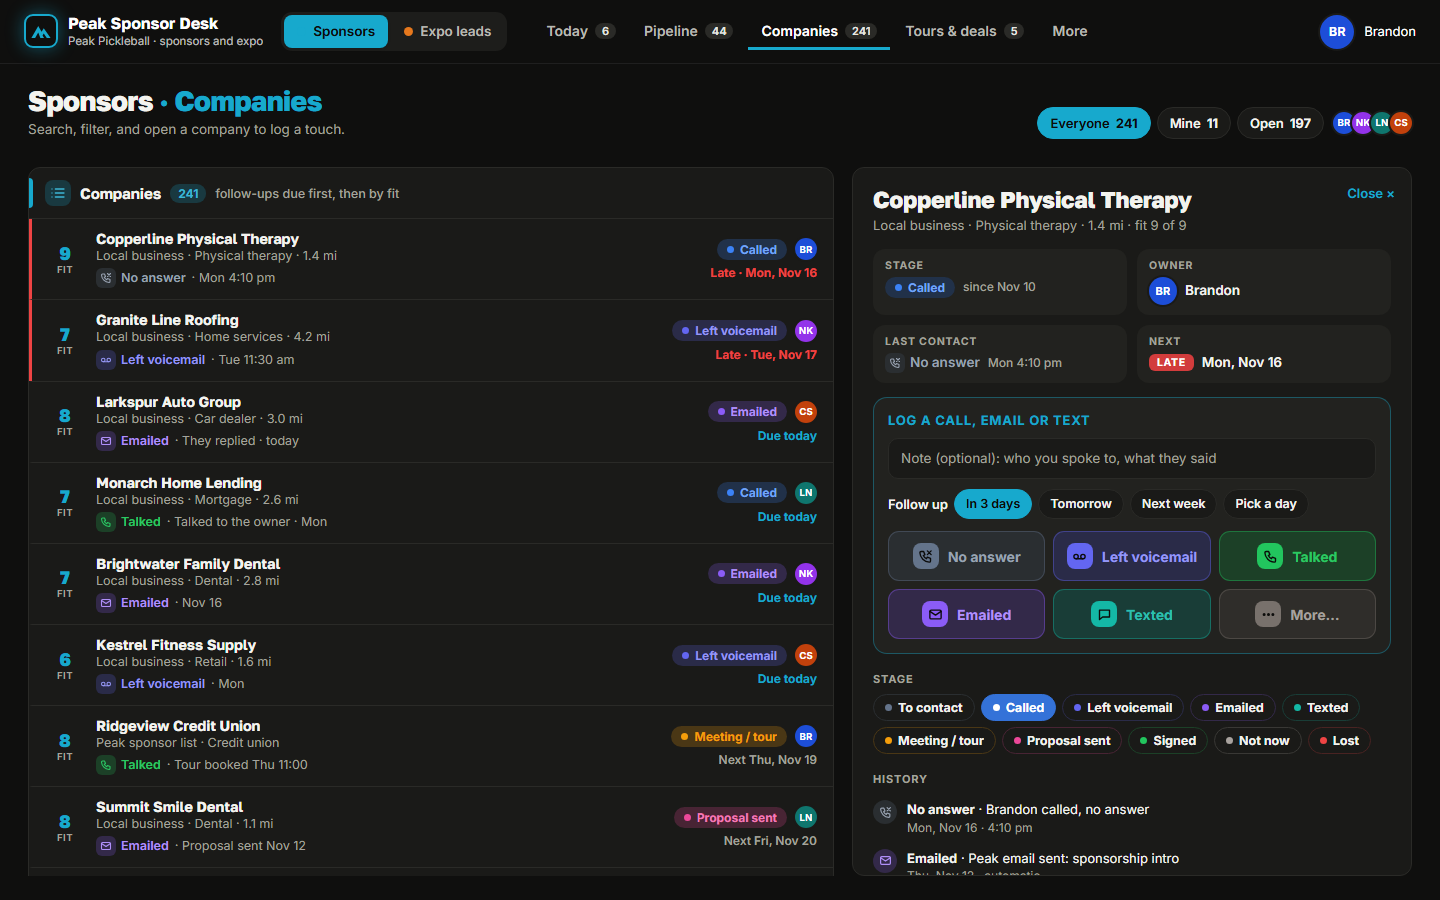 Peak Sponsor Desk
Peak Pickleball · sponsors and expo
Sponsors
Expo leads
Today 6
Pipeline 44
Companies 241
Tours & deals 5
More
BR Brandon
Sponsors · Companies
Search, filter, and open a company to log a touch.
Everyone 241
Mine 11
Open 197
BR NK LN CS
Companies 241 follow-ups due first, then by fit
9 FIT
Copperline Physical Therapy
Local business · Physical therapy · 1.4 mi
No answer · Mon 4:10 pm
Called BR
Late · Mon, Nov 16
7 FIT
Granite Line Roofing
Local business · Home services · 4.2 mi
Left voicemail · Tue 11:30 am
Left voicemail NK
Late · Tue, Nov 17
8 FIT
Larkspur Auto Group
Local business · Car dealer · 3.0 mi
Emailed · They replied · today
Emailed CS
Due today
7 FIT
Monarch Home Lending
Local business · Mortgage · 2.6 mi
Talked · Talked to the owner · Mon
Called LN
Due today
7 FIT
Brightwater Family Dental
Local business · Dental · 2.8 mi
Emailed · Nov 16
Emailed NK
Due today
6 FIT
Kestrel Fitness Supply
Local business · Retail · 1.6 mi
Left voicemail · Mon
Left voicemail CS
Due today
8 FIT
Ridgeview Credit Union
Peak sponsor list · Credit union
Talked · Tour booked Thu 11:00
Meeting / tour BR
Next Thu, Nov 19
8 FIT
Summit Smile Dental
Local business · Dental · 1.1 mi
Emailed · Proposal sent Nov 12
Proposal sent LN
Next Fri, Nov 20
Copperline Physical Therapy
Close ×
Local business · Physical therapy · 1.4 mi · fit 9 of 9
STAGE
Called since Nov 10
OWNER
BR Brandon
LAST CONTACT
No answer Mon 4:10 pm
NEXT
LATE Mon, Nov 16
LOG A CALL, EMAIL OR TEXT
Note (optional): who you spoke to, what they said
Follow up In 3 days Tomorrow Next week Pick a day
No answer Left voicemail Talked
Emailed Texted More...
STAGE
To contact Called Left voicemail Emailed Texted
Meeting / tour Proposal sent Signed Not now Lost
HISTORY
No answer · Brandon called, no answer
Mon, Nov 16 · 4:10 pm
Emailed · Peak email sent: sponsorship intro
Thu, Nov 12 · automatic